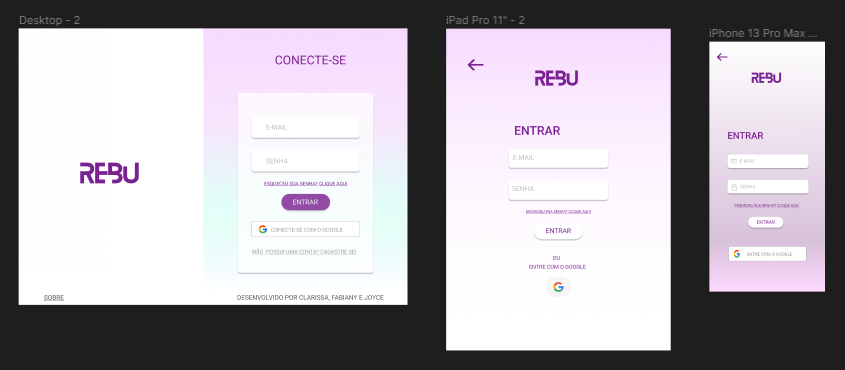 Desktop - 2
CONECTE-SE
E-MAIL
SENHA
REBU
ESQUECEU SUA SENHA? CLIQUE AQUI
ENTRAR
CONECTE-SE COM O GOOGLE
NÃO POSSUI UMA CONTA? CADASTRE SE!
SOBRE
DESENVOLVIDO POR CLARISSA, FABIANY E JOYCE
iPad Pro 11" - 2
REBU
ENTRAR
E-MAIL
SENHA
ESQUECEU SUA SENHA? CLIQUE AQUI
ENTRAR
OU
ENTRE COM O GOOGLE
iPhone 13 Pro Max ...
REBU
ENTRAR
E-MAIL
SENHA
ESQUECEU SUA SENHA? CLIQUE AQUI
ENTRAR
ENTRE COM O GOOGLE